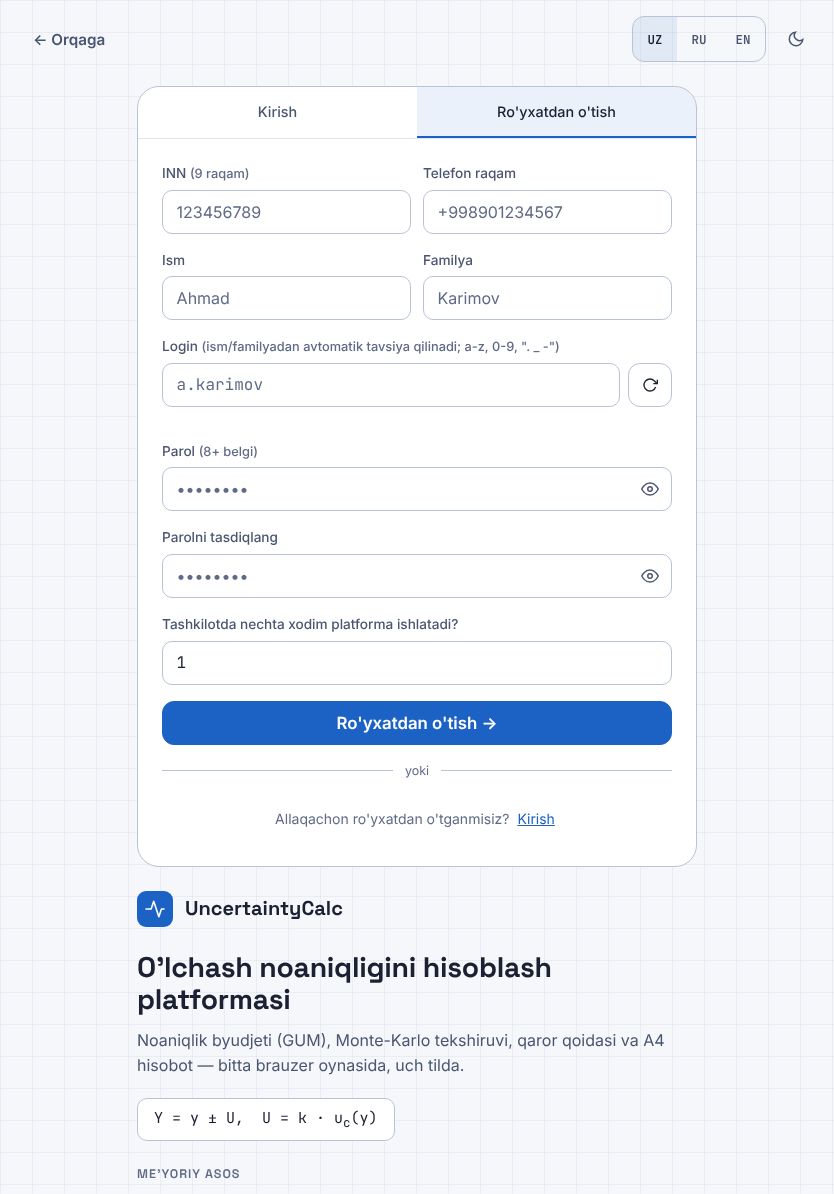 ← Orqaga
UZ RU EN
Kirish Ro'yxatdan o'tish
INN (9 raqam) Telefon raqam
123456789 +998901234567
Ism Familya
Ahmad Karimov
Login (ism/familyadan avtomatik tavsiya qilinadi; a-z, 0-9, ". _ -")
a.karimov
Parol (8+ belgi)
••••••••
Parolni tasdiqlang
••••••••
Tashkilotda nechta xodim platforma ishlatadi?
1
Ro'yxatdan o'tish →
yoki
Allaqachon ro'yxatdan o'tganmisiz? Kirish
UncertaintyCalc
O’lchash noaniqligini hisoblash
platformasi
Noaniqlik byudjeti (GUM), Monte-Karlo tekshiruvi, qaror qoidasi va A4
hisobot — bitta brauzer oynasida, uch tilda.
Y = y ± U, U = k · u_c(y)
ME’YORIY ASOS